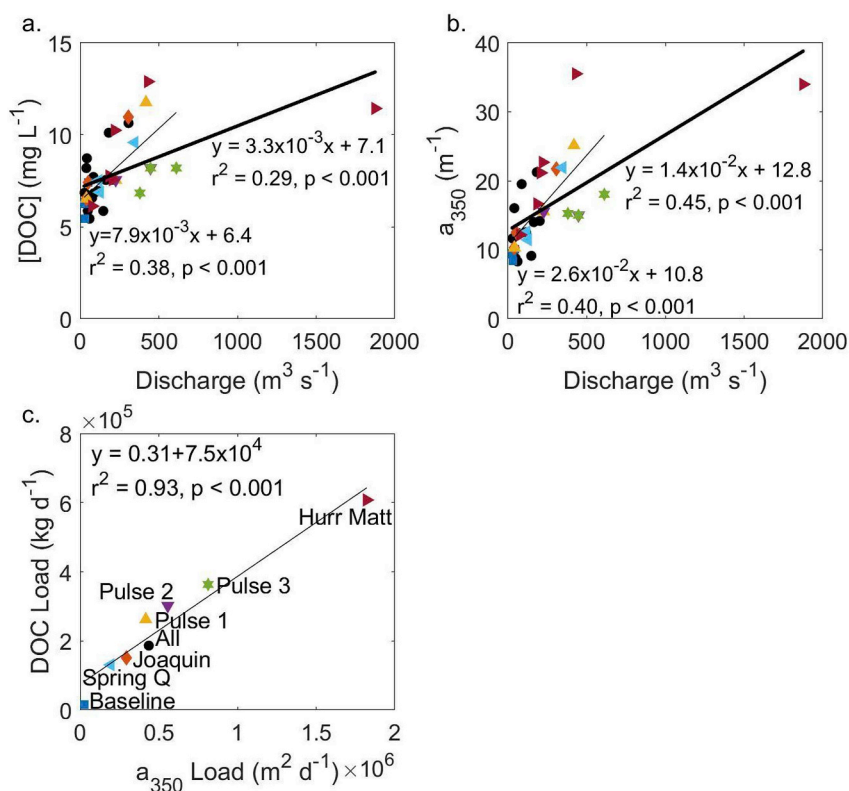 a.
[DOC] (mg L⁻¹)
15
10
5
0
y = 3.3x10⁻³x + 7.1
r² = 0.29, p < 0.001
y=7.9x10⁻³x + 6.4
r² = 0.38, p < 0.001
0 500 1000 1500 2000
Discharge (m³ s⁻¹)
b.
a₃₅₀ (m⁻¹)
40
30
20
10
0
y = 1.4x10⁻²x + 12.8
r² = 0.45, p < 0.001
y = 2.6x10⁻²x + 10.8
r² = 0.40, p < 0.001
0 500 1000 1500 2000
Discharge (m³ s⁻¹)
c.
×10⁵
DOC Load (kg d⁻¹)
8
6
4
2
0
y = 0.31+7.5x10⁴
r² = 0.93, p < 0.001
Hurr Matt
Pulse 3
Pulse 2
Pulse 1
All
Joaquin
Spring Q
Baseline
0 0.5 1 1.5 2
a₃₅₀ Load (m² d⁻¹) ×10⁶